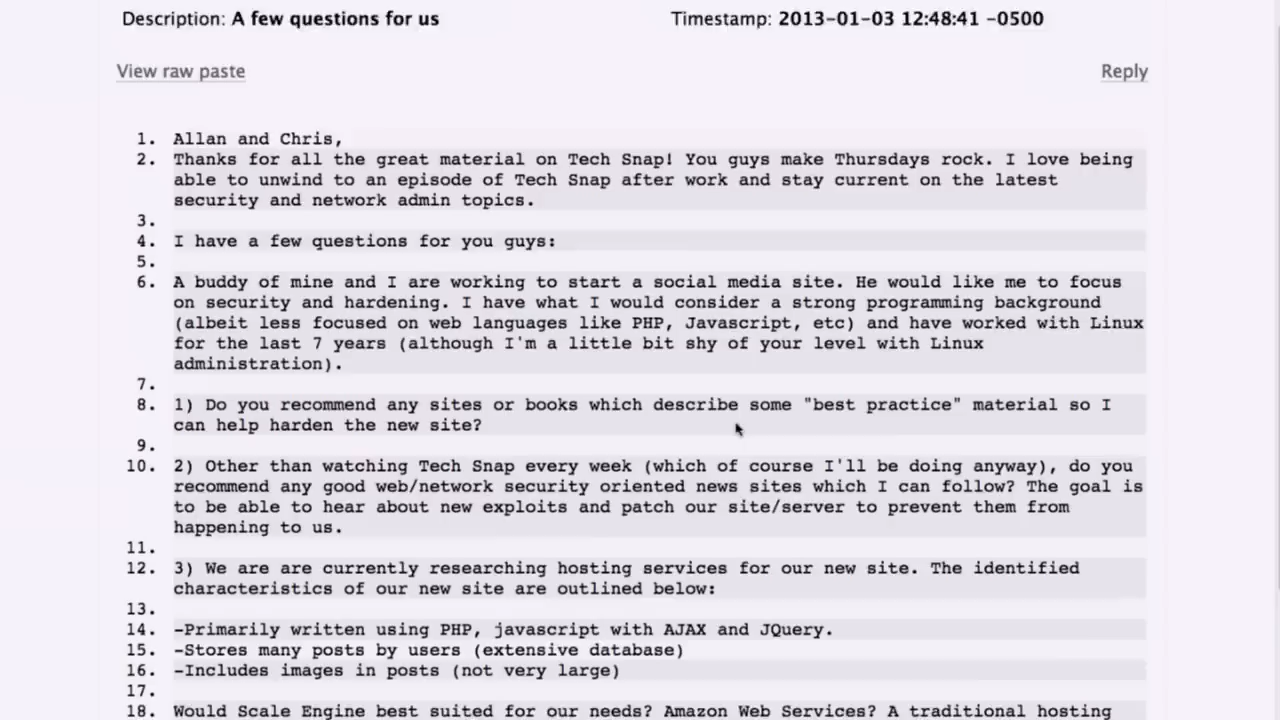 Description: A few questions for us
Timestamp: 2013-01-03 12:48:41 -0500
View raw paste
Reply
1. Allan and Chris,
2. Thanks for all the great material on Tech Snap! You guys make Thursdays rock. I love being
able to unwind to an episode of Tech Snap after work and stay current on the latest
security and network admin topics.
3.
4. I have a few questions for you guys:
5.
6. A buddy of mine and I are working to start a social media site. He would like me to focus
on security and hardening. I have what I would consider a strong programming background
(albeit less focused on web languages like PHP, Javascript, etc) and have worked with Linux
for the last 7 years (although I'm a little bit shy of your level with Linux
administration).
7.
8. 1) Do you recommend any sites or books which describe some "best practice" material so I
can help harden the new site?
9.
10. 2) Other than watching Tech Snap every week (which of course I'll be doing anyway), do you
recommend any good web/network security oriented news sites which I can follow? The goal is
to be able to hear about new exploits and patch our site/server to prevent them from
happening to us.
11.
12. 3) We are are currently researching hosting services for our new site. The identified
characteristics of our new site are outlined below:
13.
14. -Primarily written using PHP, javascript with AJAX and JQuery.
15. -Stores many posts by users (extensive database)
16. -Includes images in posts (not very large)
17.
18. Would Scale Engine best suited for our needs? Amazon Web Services? A traditional hosting